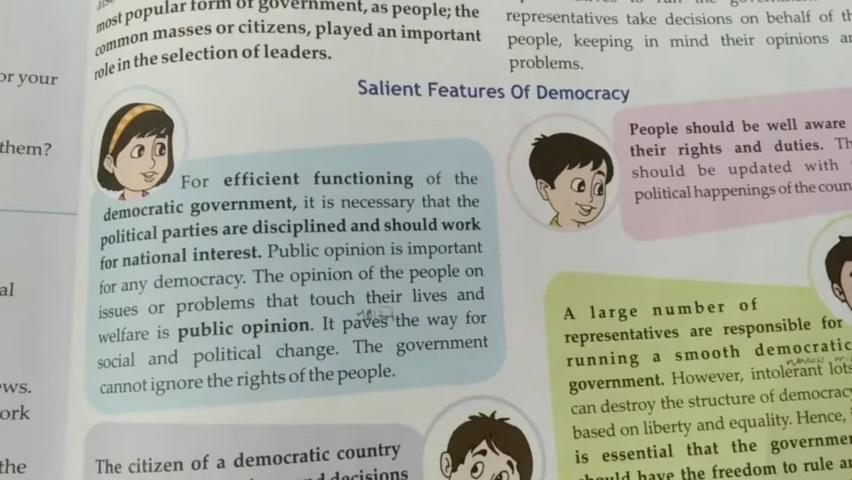 most popular form of government, as people; the
common masses or citizens, played an important
role in the selection of leaders.
representatives take decisions on behalf of
people, keeping in mind their opinions
problems.
or your
them?
al
ews.
ork
the
Salient Features Of Democracy
For efficient functioning of the
democratic government, it is necessary that the
political parties are disciplined and should work
for national interest. Public opinion is important
for any democracy. The opinion of the people on
issues or problems that touch their lives and
welfare is public opinion. It paves the way for
social and political change. The government
cannot ignore the rights of the people.
People should be well aware
their rights and duties.
should be updated with
political happenings of the
A large number of
representatives are responsible for
running a smooth democratic
government. However, intolerant lots
can destroy the structure of democracy
based on liberty and equality. Hence,
is essential that the
should have the freedom to rule
The citizen of a democratic country
decisions